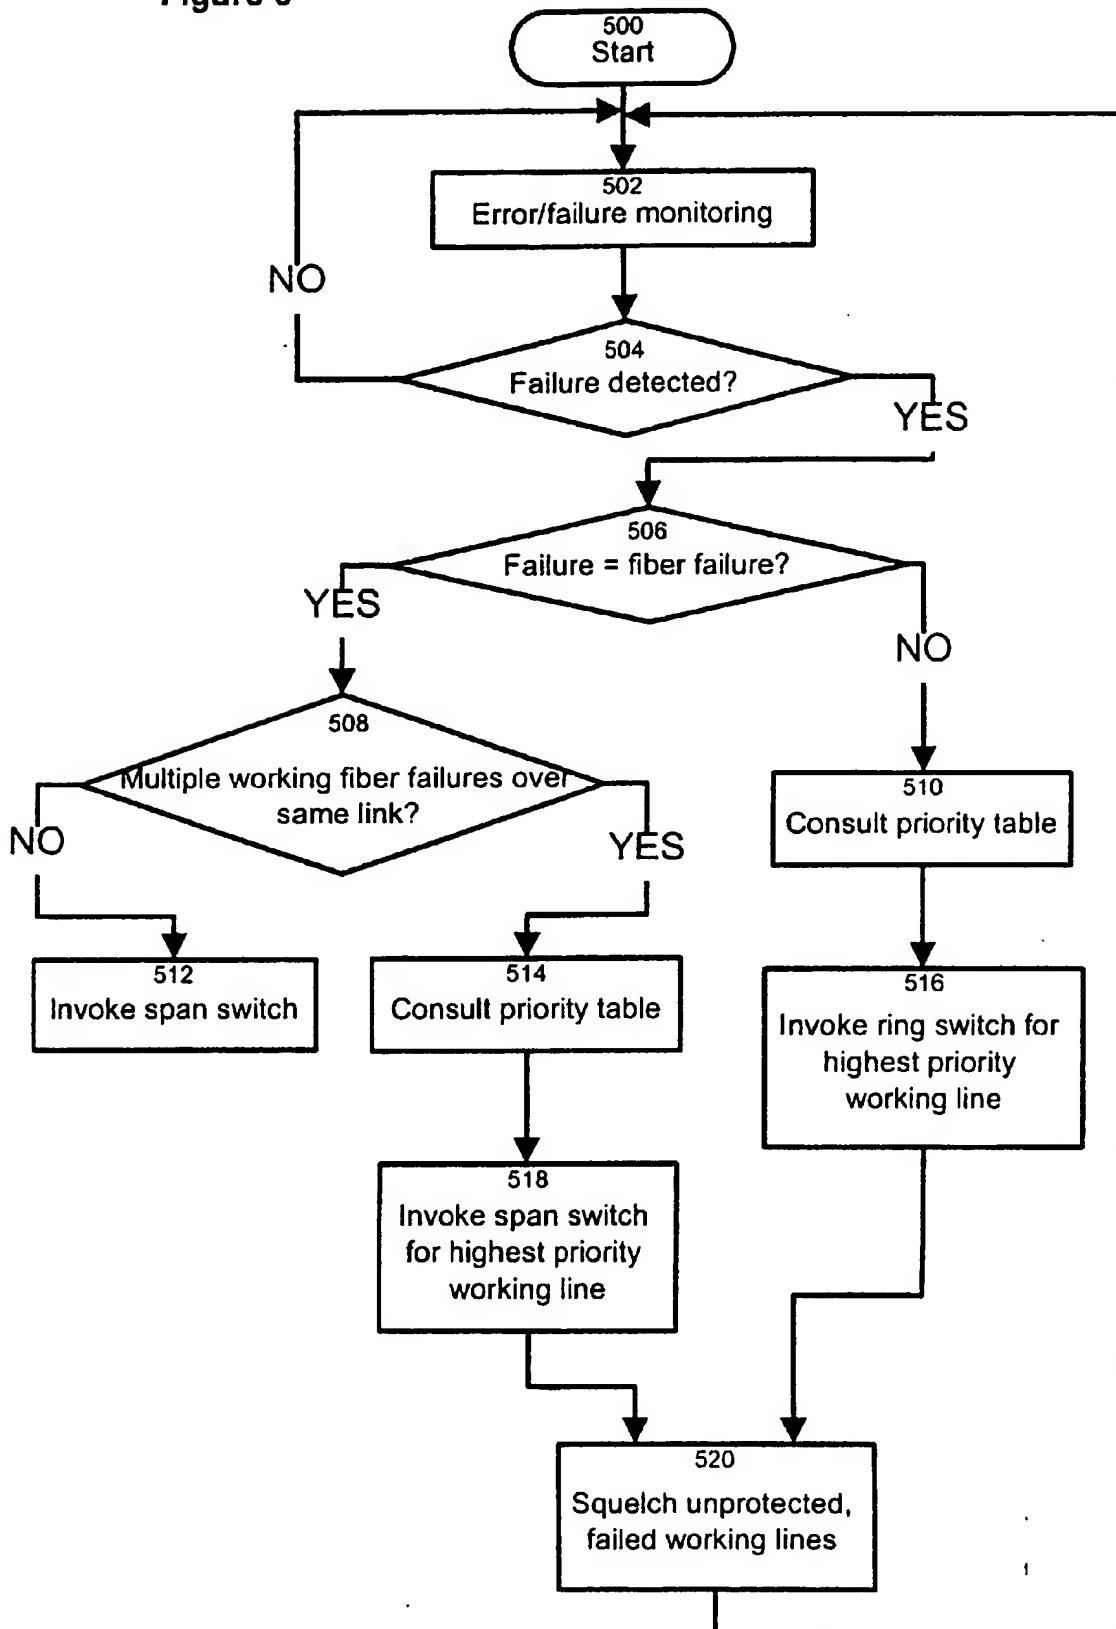 500
Start
502
Error/failure monitoring
NO
504
Failure detected?
YES
506
Failure = fiber failure?
YES
NO
508
Multiple working fiber failures over
same link?
NO
YES
510
Consult priority table
512
Invoke span switch
514
Consult priority table
516
Invoke ring switch for
highest priority
working line
518
Invoke span switch
for highest priority
working line
520
Squelch unprotected,
failed working lines